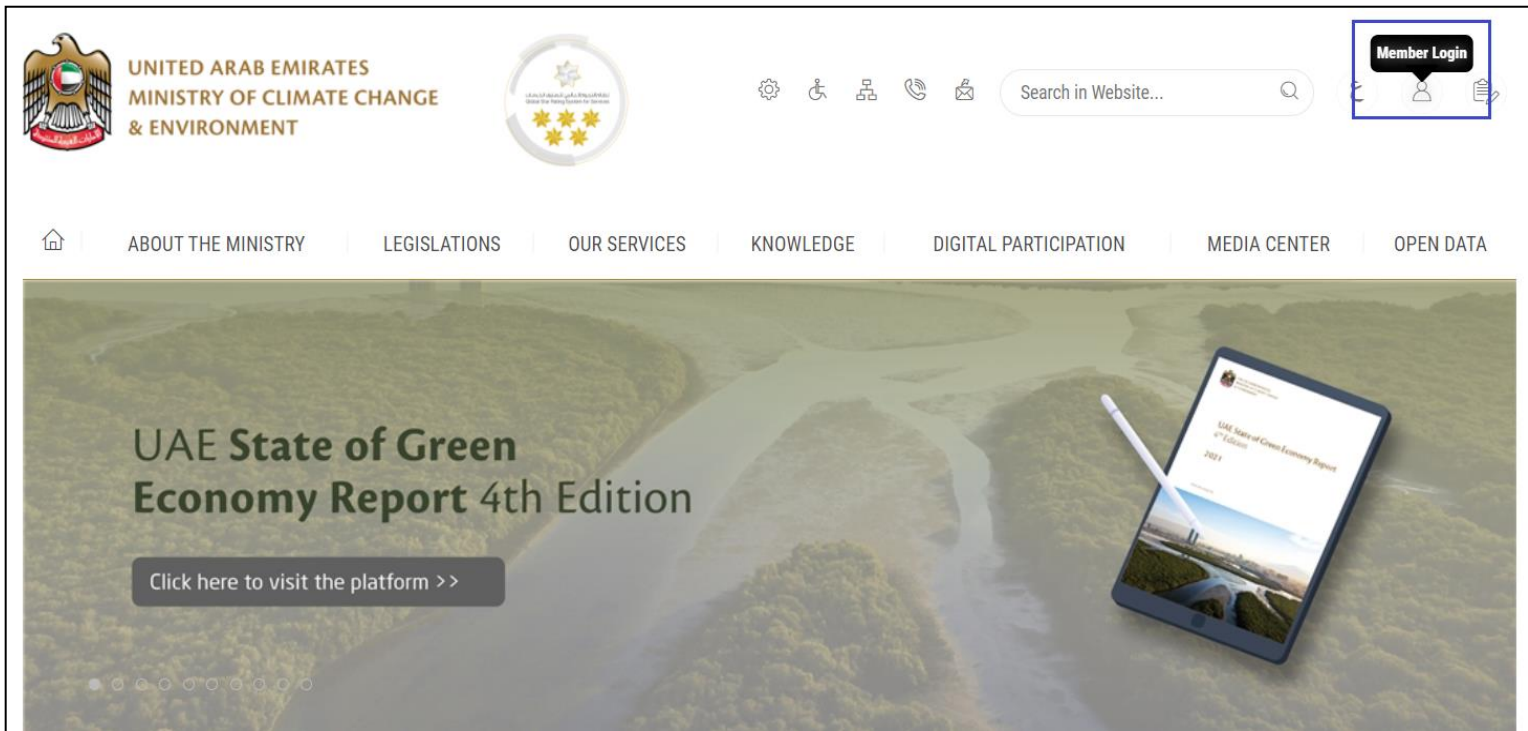 UNITED ARAB EMIRATES
MINISTRY OF CLIMATE CHANGE
& ENVIRONMENT
Search in Website...
Member Login
ع
ABOUT THE MINISTRY
LEGISLATIONS
OUR SERVICES
KNOWLEDGE
DIGITAL PARTICIPATION
MEDIA CENTER
OPEN DATA
UAE State of Green
Economy Report 4th Edition
Click here to visit the platform >>
UAE State of Green Economy Report
4th Edition
2021